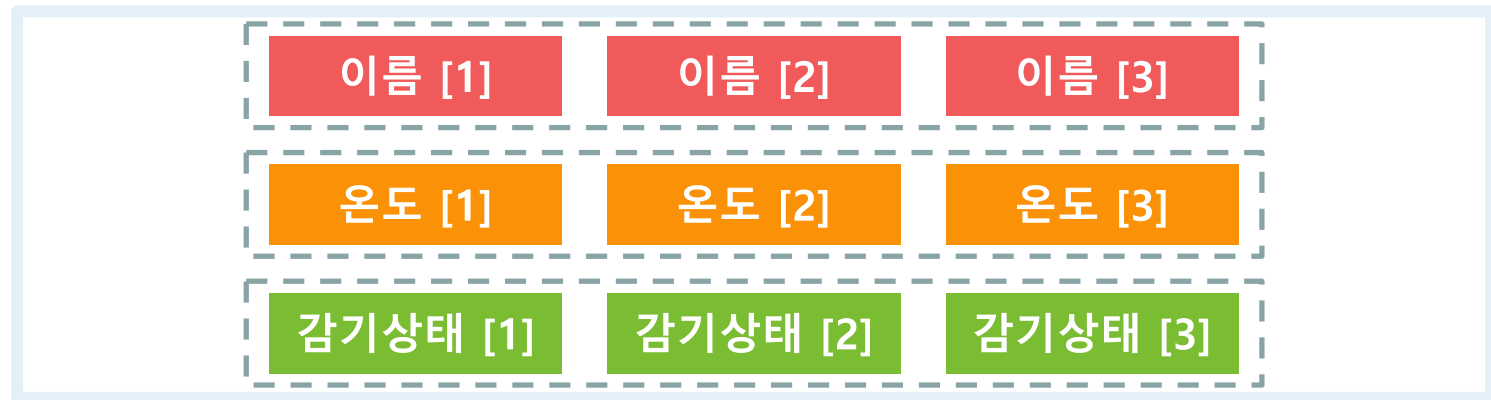 이름 [1] 이름 [2] 이름 [3]
온도 [1] 온도 [2] 온도 [3]
감기상태 [1] 감기상태 [2] 감기상태 [3]